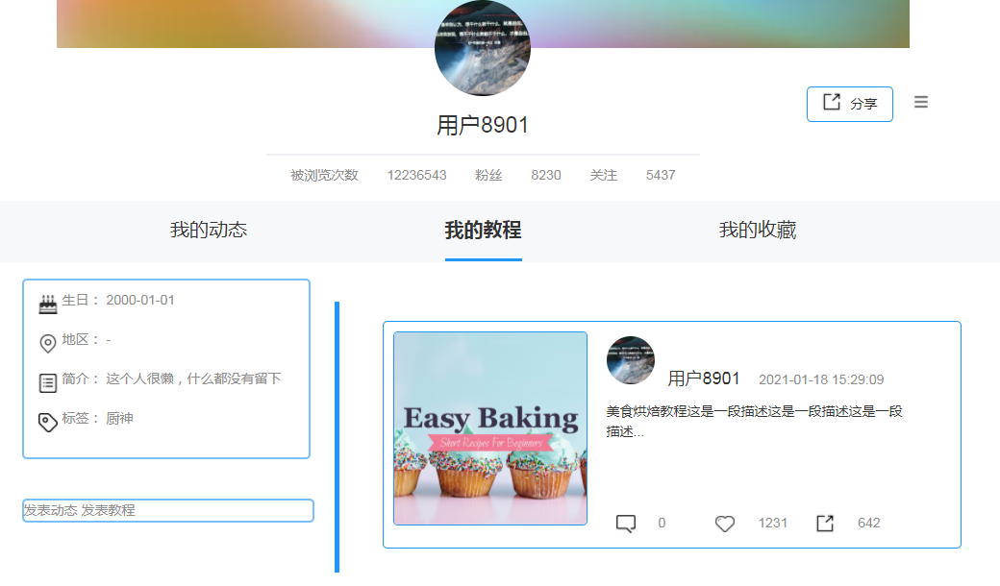 用户8901
分享
被浏览次数 12236543 粉丝 8230 关注 5437
我的动态 我的教程 我的收藏
生日： 2000-01-01
地区： -
简介： 这个人很懒，什么都没有留下
标签： 厨神
发表动态 发表教程
Easy Baking
Short Recipes For Beginners
用户8901 2021-01-18 15:29:09
美食烘焙教程这是一段描述这是一段描述这是一段
描述...
0 1231 642